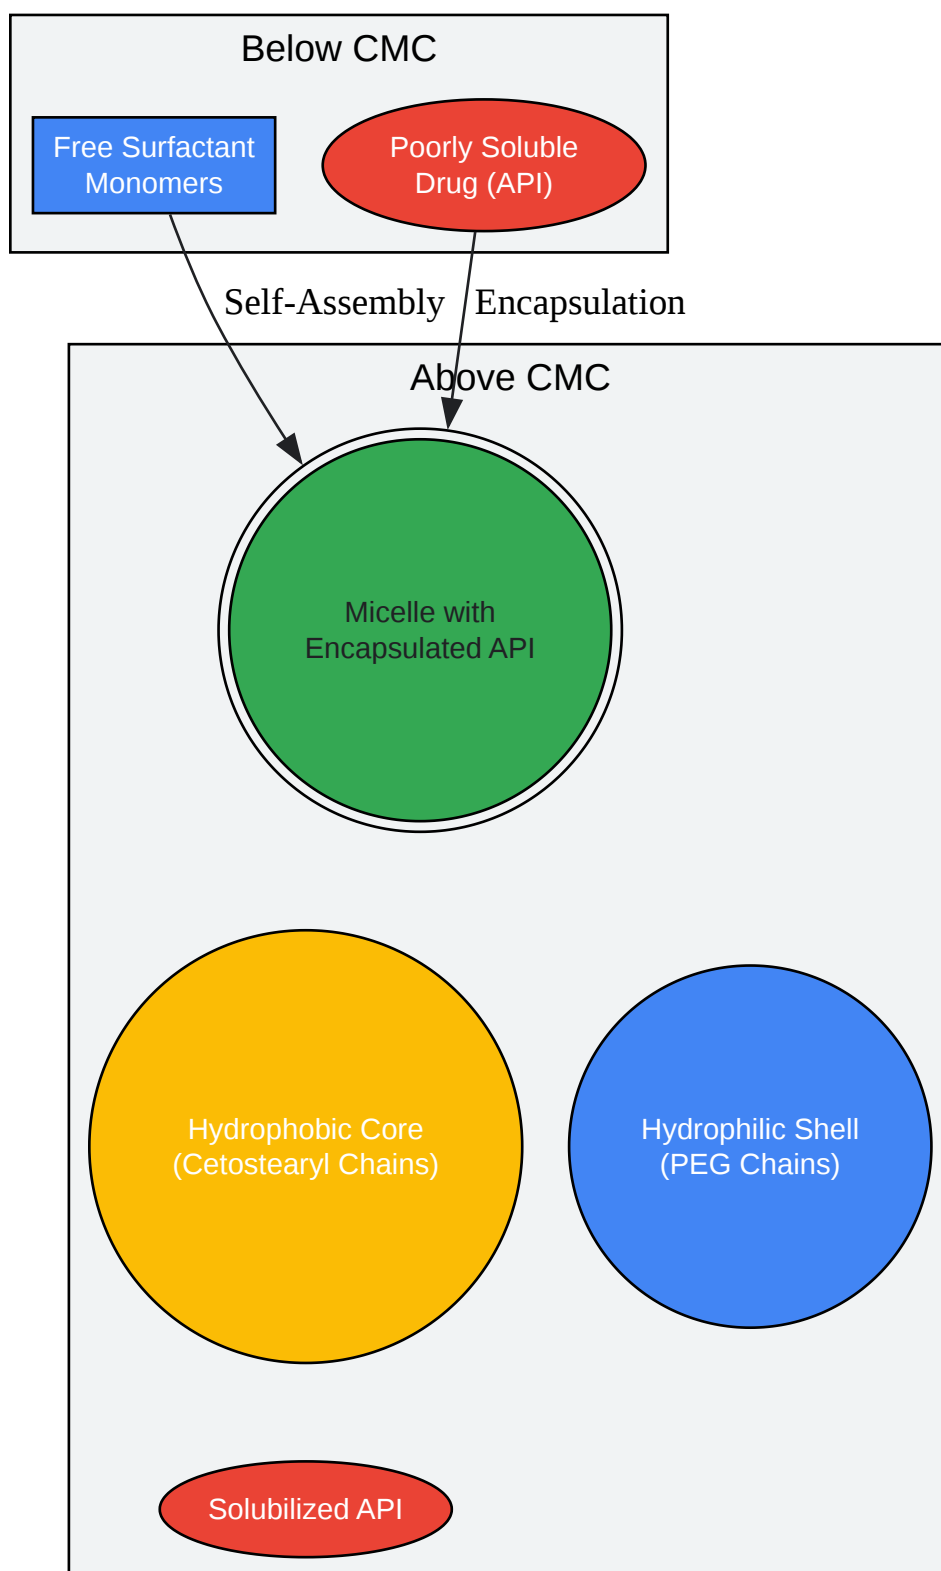 Below CMC
Free Surfactant
Monomers
Poorly Soluble
Drug (API)
Self-Assembly
Encapsulation
Above CMC
Micelle with
Encapsulated API
Hydrophobic Core
(Cetostearyl Chains)
Hydrophilic Shell
(PEG Chains)
Solubilized API